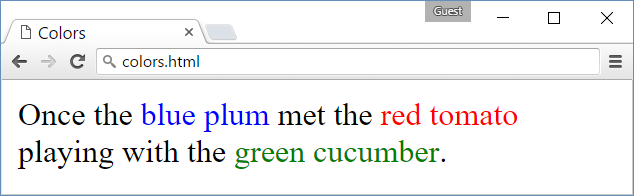 Guest
Colors
colors.html
Once the blue plum met the red tomato
playing with the green cucumber.